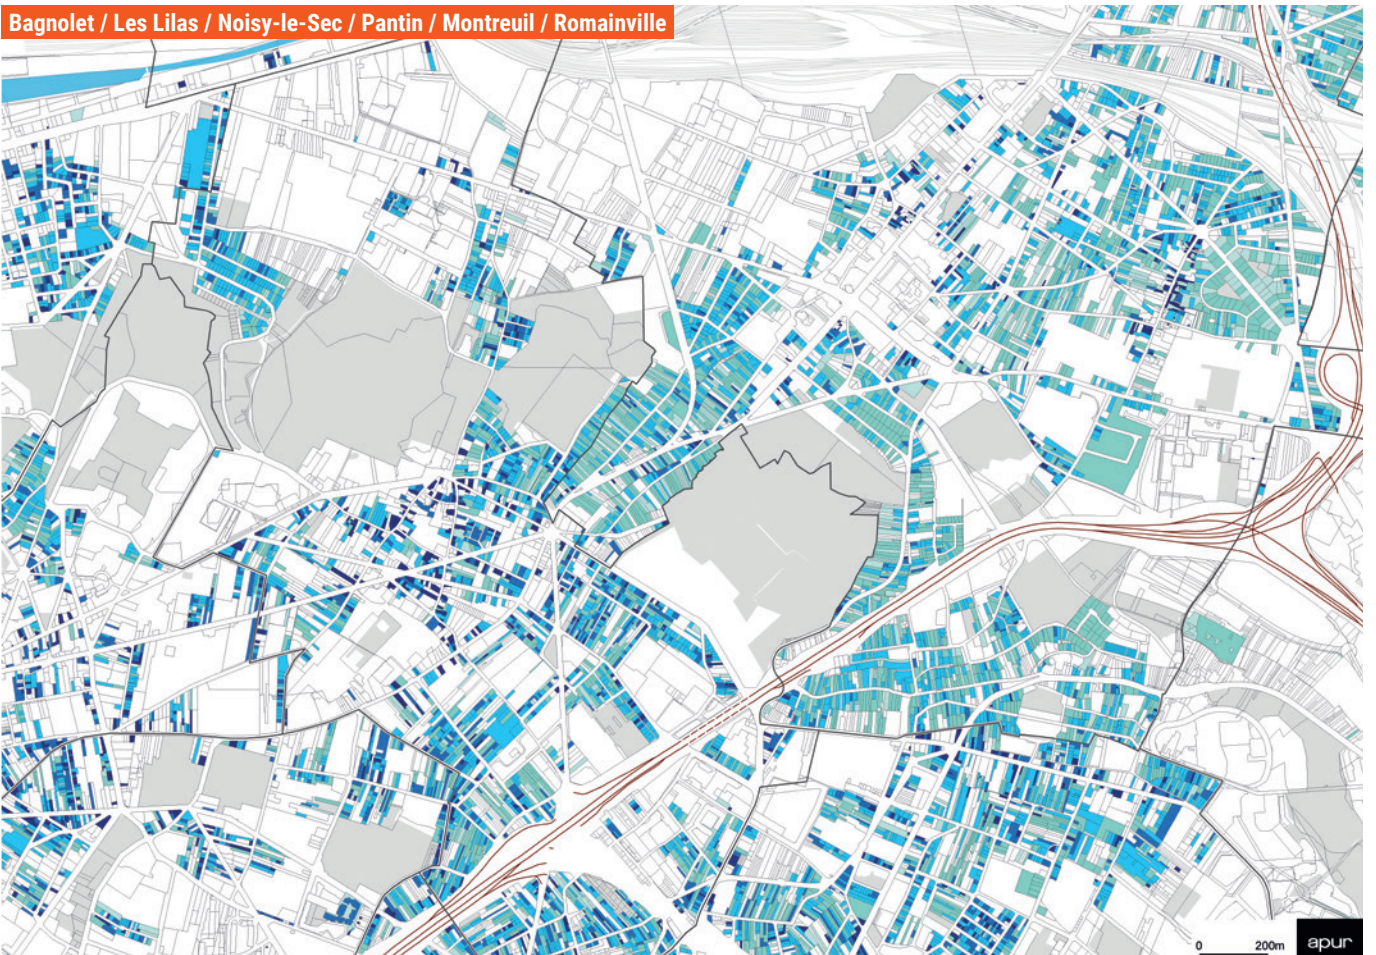 Bagnolet / Les Lilas / Noisy-le-Sec / Pantin / Montreuil / Romainville
0 200m
apur